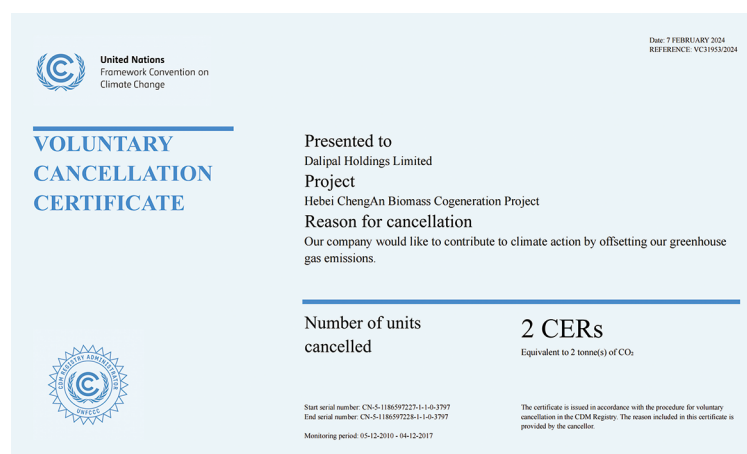 Date: 7 FEBRUARY 2024
REFERENCE: VC31953/2024
United Nations
Framework Convention on
Climate Change
VOLUNTARY
CANCELLATION
CERTIFICATE
Presented to
Dalipal Holdings Limited
Project
Hebei ChengAn Biomass Cogeneration Project
Reason for cancellation
Our company would like to contribute to climate action by offsetting our greenhouse
gas emissions.
Number of units
cancelled
2 CERs
Equivalent to 2 tonne(s) of CO₂
CDM REGISTRY ADMINISTRATOR
UNFCCC
Start serial number: CN-5-1186597227-1-1-0-3797
End serial number: CN-5-1186597228-1-1-0-3797
Monitoring period: 05-12-2010 - 04-12-2017
The certificate is issued in accordance with the procedure for voluntary
cancellation in the CDM Registry. The reason included in this certificate is
provided by the cancellor.